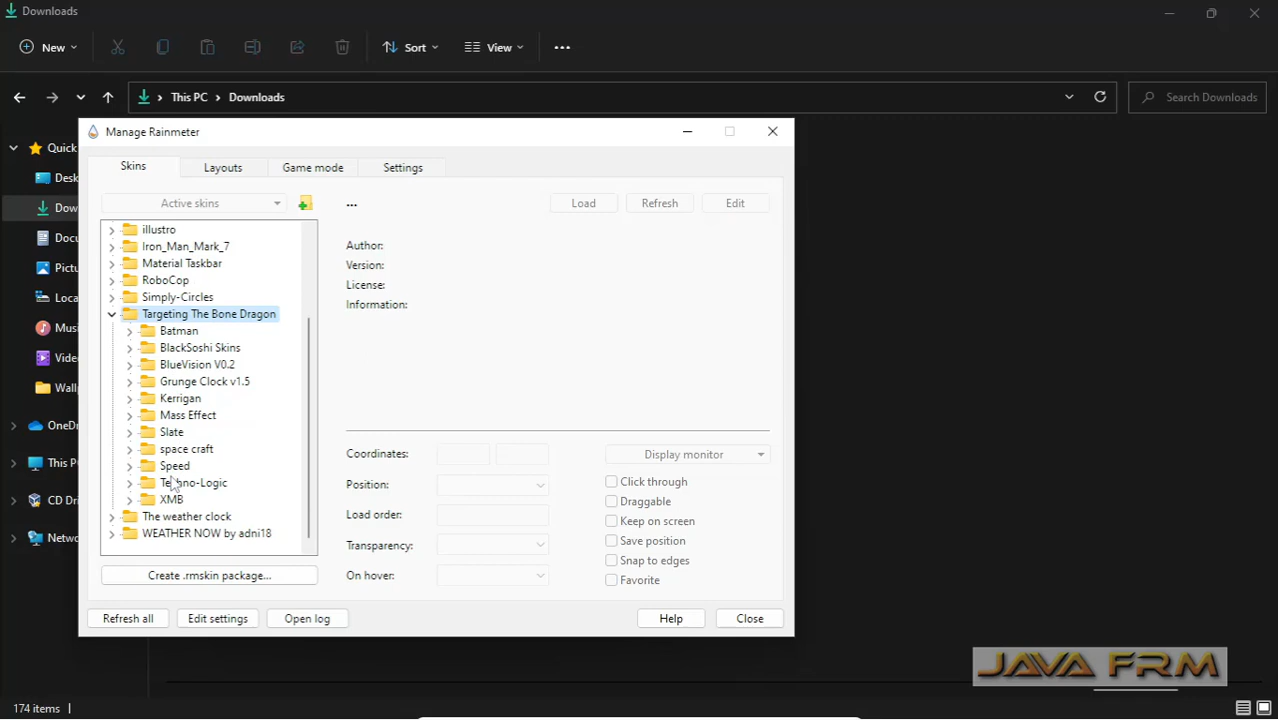 Downloads
New
Sort
View
This PC
Downloads
Search Downloads
Manage Rainmeter
Quick
Skins
Layouts
Game mode
Settings
Desk
Dow
Docu
Pictu
Loca
Musi
Vide
Wallp
OneD
This P
CD Dri
Netwo
Active skins
...
Load
Refresh
Edit
illustro
Iron_Man_Mark_7
Material Taskbar
RoboCop
Simply-Circles
Targeting The Bone Dragon
Batman
BlackSoshi Skins
BlueVision V0.2
Grunge Clock v1.5
Kerrigan
Mass Effect
Slate
space craft
Speed
Techno-Logic
XMB
The weather clock
WEATHER NOW by adni18
Author:
Version:
License:
Information:
Coordinates:
Display monitor
Position:
Click through
Draggable
Load order:
Keep on screen
Transparency:
Save position
Snap to edges
On hover:
Favorite
Create .rmskin package...
Refresh all
Edit settings
Open log
Help
Close
JAVA FRM
174 items